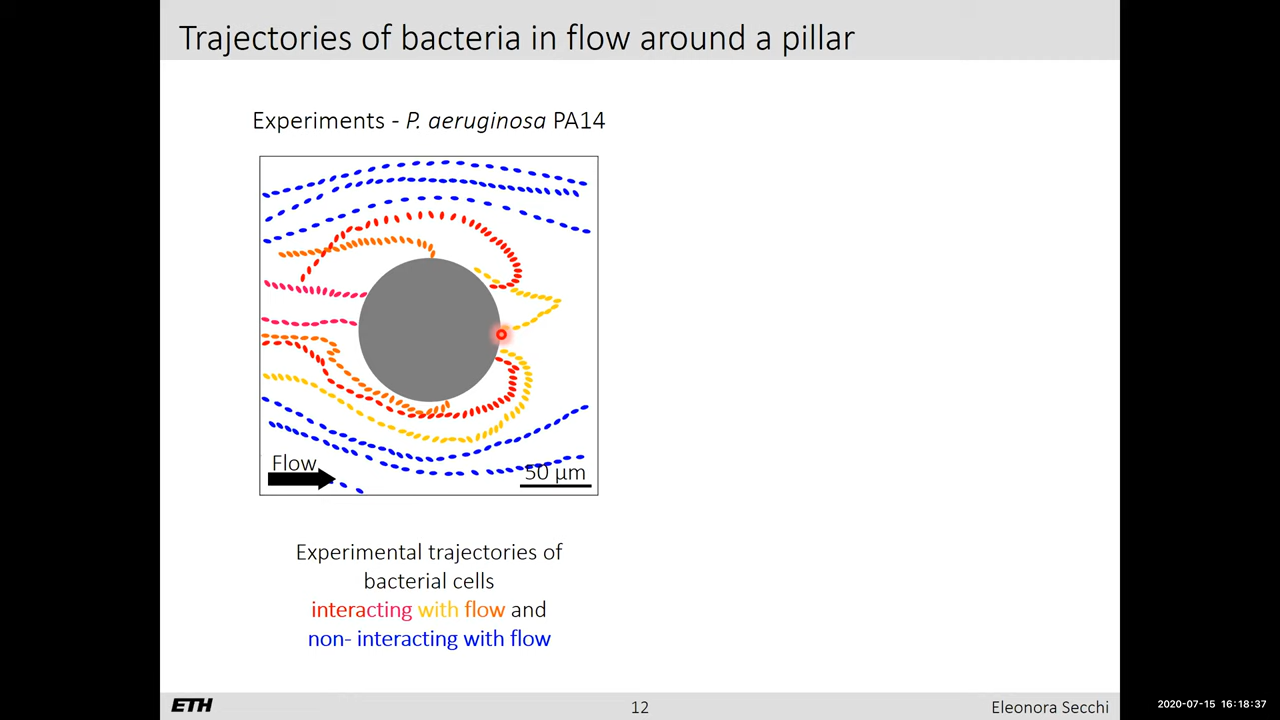 Trajectories of bacteria in flow around a pillar
Experiments - P. aeruginosa PA14
Flow
50 µm
Experimental trajectories of
bacterial cells
interacting with flow and
non- interacting with flow
ETH
12
Eleonora Secchi
2020-07-15 16:18:37